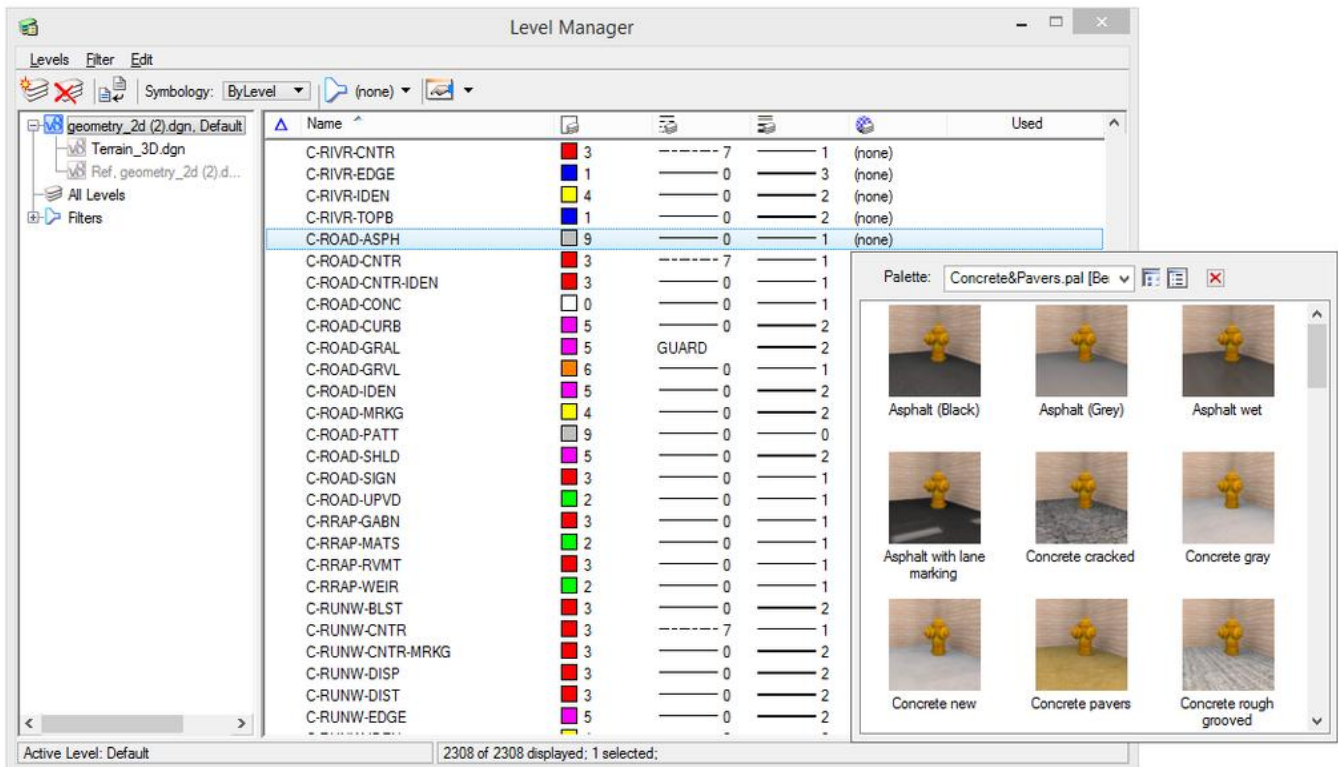 Level Manager
Levels Filter Edit
Symbology: ByLevel (none)
geometry_2d (2).dgn, Default
Terrain_3D.dgn
Ref, geometry_2d (2).d...
All Levels
Filters
Name Used
C-RIVR-CNTR 3 7 1 (none)
C-RIVR-EDGE 1 0 3 (none)
C-RIVR-IDEN 4 0 2 (none)
C-RIVR-TOPB 1 0 2 (none)
C-ROAD-ASPH 9 0 1 (none)
C-ROAD-CNTR 3 7 1
C-ROAD-CNTR-IDEN 3 0 1
C-ROAD-CONC 0 0 1
C-ROAD-CURB 5 0 2
C-ROAD-GRAL 5 GUARD 2
C-ROAD-GRVL 6 0 1
C-ROAD-IDEN 5 0 2
C-ROAD-MRKG 4 0 2
C-ROAD-PATT 9 0 0
C-ROAD-SHLD 5 0 2
C-ROAD-SIGN 3 0 1
C-ROAD-UPVD 2 0 1
C-RRAP-GABN 3 0 1
C-RRAP-MATS 2 0 1
C-RRAP-RVMT 3 0 1
C-RRAP-WEIR 2 0 1
C-RUNW-BLST 3 0 2
C-RUNW-CNTR 3 7 1
C-RUNW-CNTR-MRKG 3 0 2
C-RUNW-DISP 3 0 2
C-RUNW-DIST 3 0 2
C-RUNW-EDGE 5 0 2
Palette: Concrete&Pavers.pal [Be
Asphalt (Black) Asphalt (Grey) Asphalt wet
Asphalt with lane marking Concrete cracked Concrete gray
Concrete new Concrete pavers Concrete rough grooved
Active Level: Default 2308 of 2308 displayed; 1 selected;